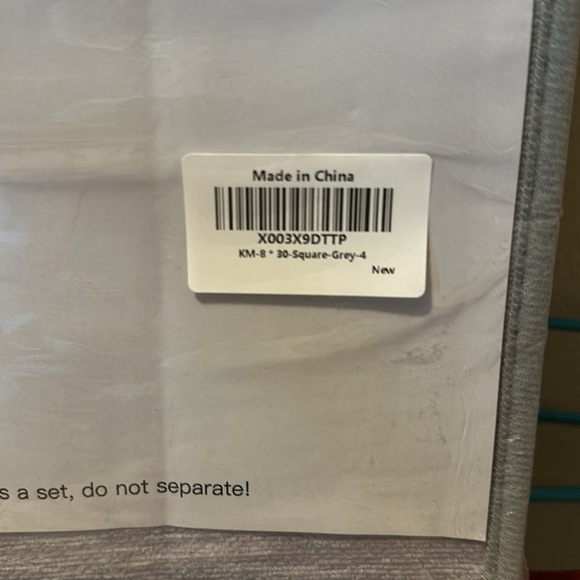 Made in China
X003X9DTTP
KM-8 * 30-Square-Grey-4
New
s a set, do not separate!